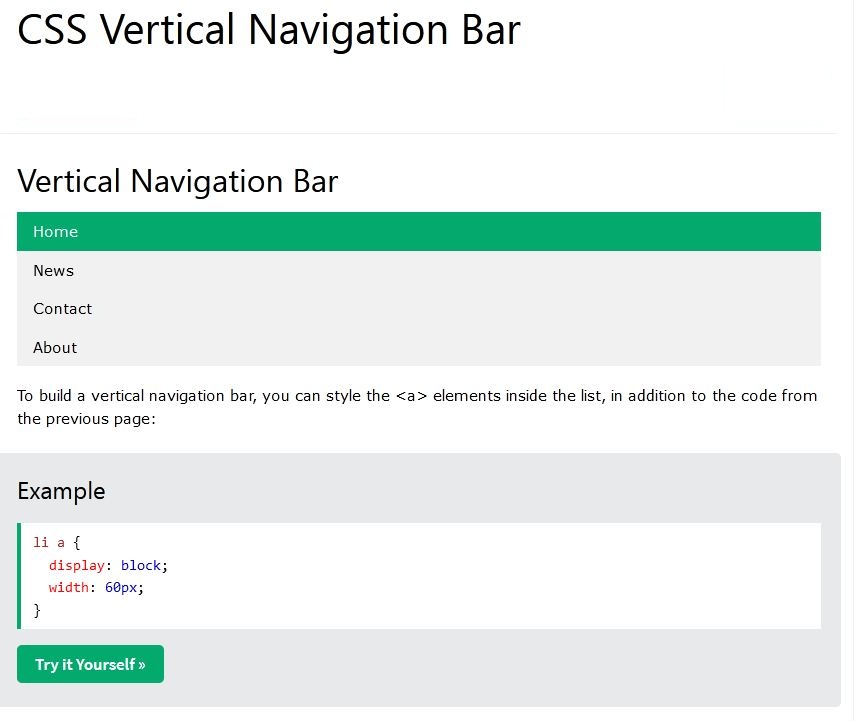 CSS Vertical Navigation Bar
Vertical Navigation Bar
Home
News
Contact
About
To build a vertical navigation bar, you can style the <a> elements inside the list, in addition to the code from
the previous page:
Example
li a {
  display: block;
  width: 60px;
}
Try it Yourself »